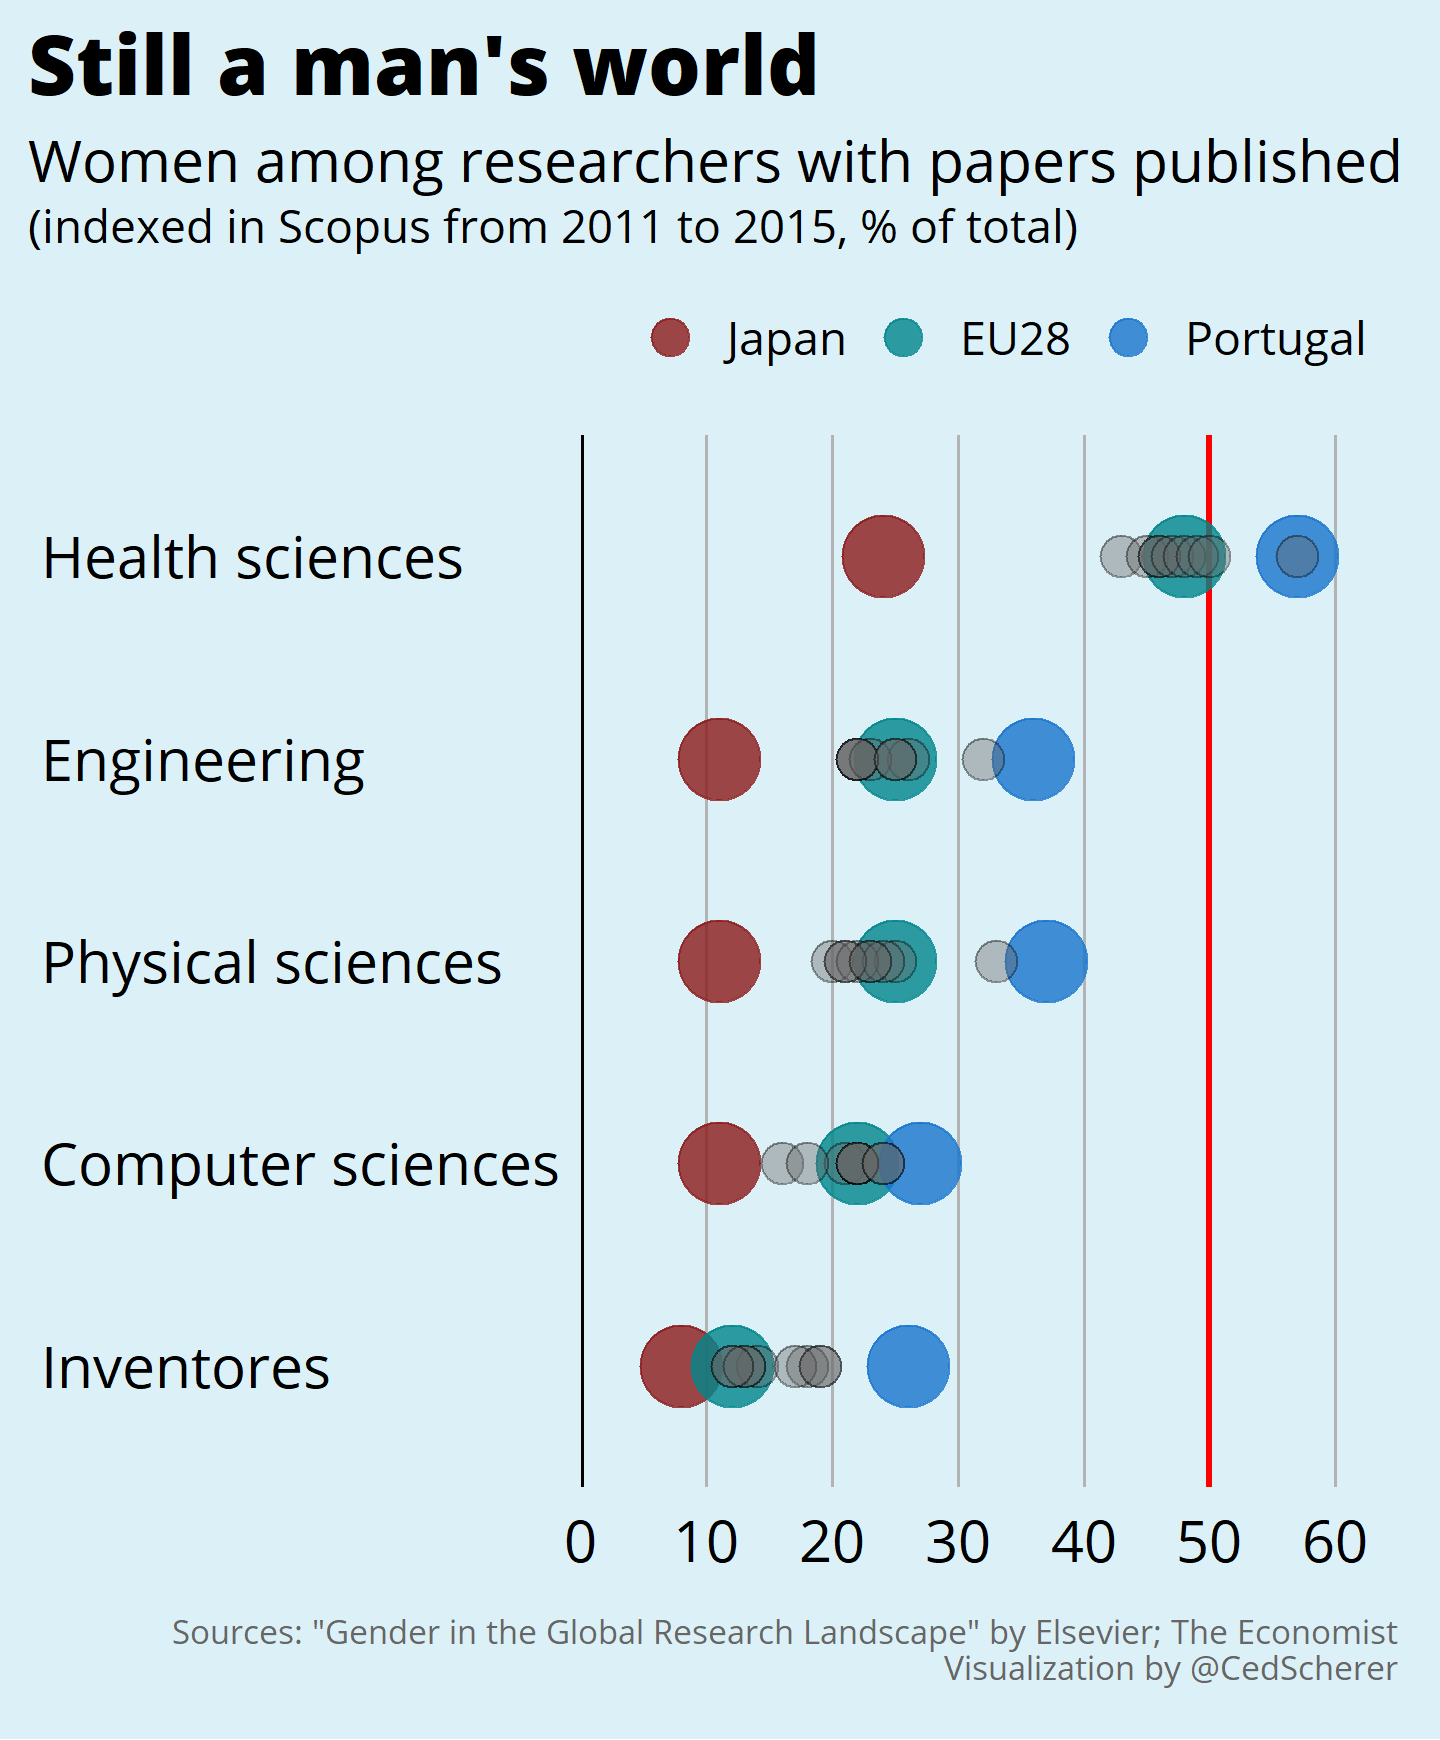 Still a man's world
Women among researchers with papers published
(indexed in Scopus from 2011 to 2015, % of total)
Japan EU28 Portugal
Health sciences
Engineering
Physical sciences
Computer sciences
Inventores
0 10 20 30 40 50 60
Sources: "Gender in the Global Research Landscape" by Elsevier; The Economist
Visualization by @CedScherer